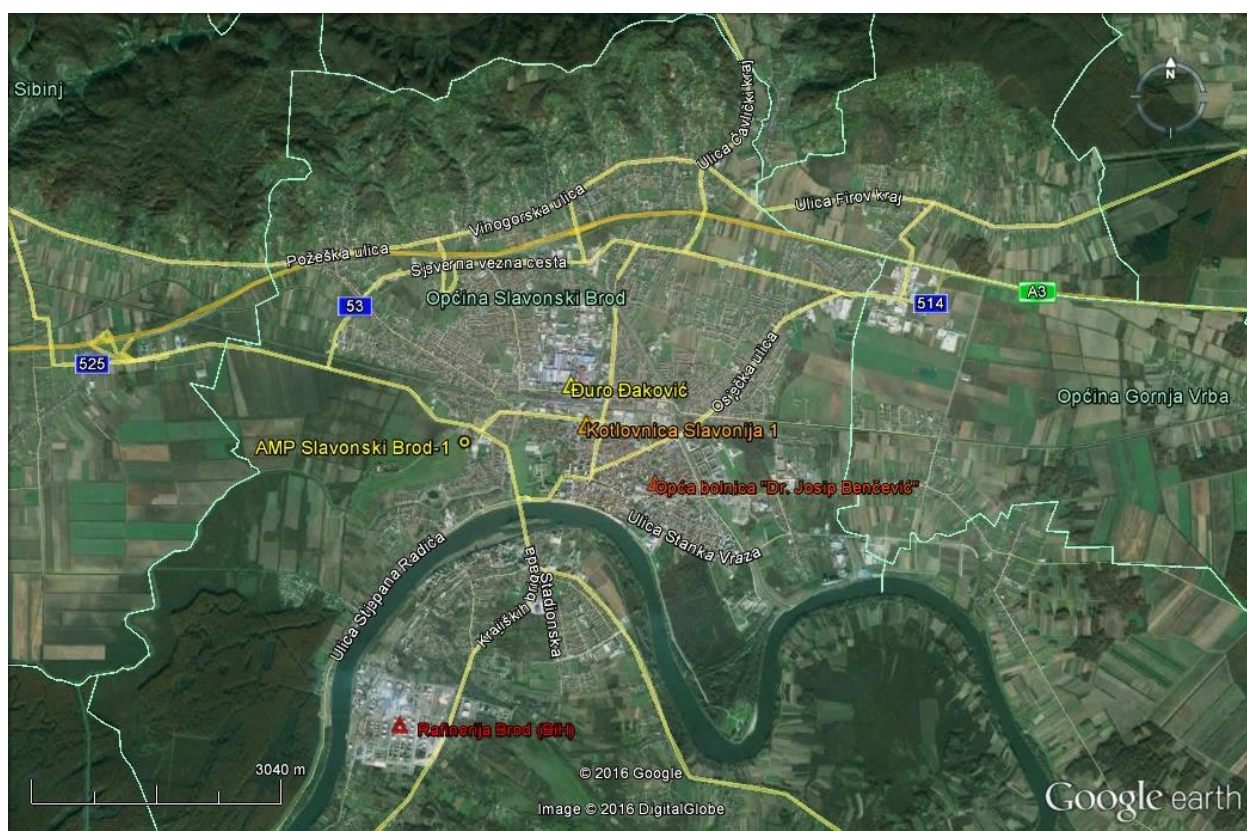 Sibinj
N
Ulica Čavlički kraj
Vinogorska ulica
Ulica Firov kraj
Požeška ulica
Sjeverna vezna cesta
Općina Slavonski Brod
53
A3
514
525
Đuro Đaković
Osječka ulica
Općina Gornja Vrba
Kotlovnica Slavonija 1
AMP Slavonski Brod-1
Opća bolnica "Dr. Josip Benčević"
Ulica Stanka Vraza
Ulica Stjepana Radića
Krajiških brigada
Stadionska
Rafinerija Brod (BiH)
3040 m
© 2016 Google
Image © 2016 DigitalGlobe
Google earth